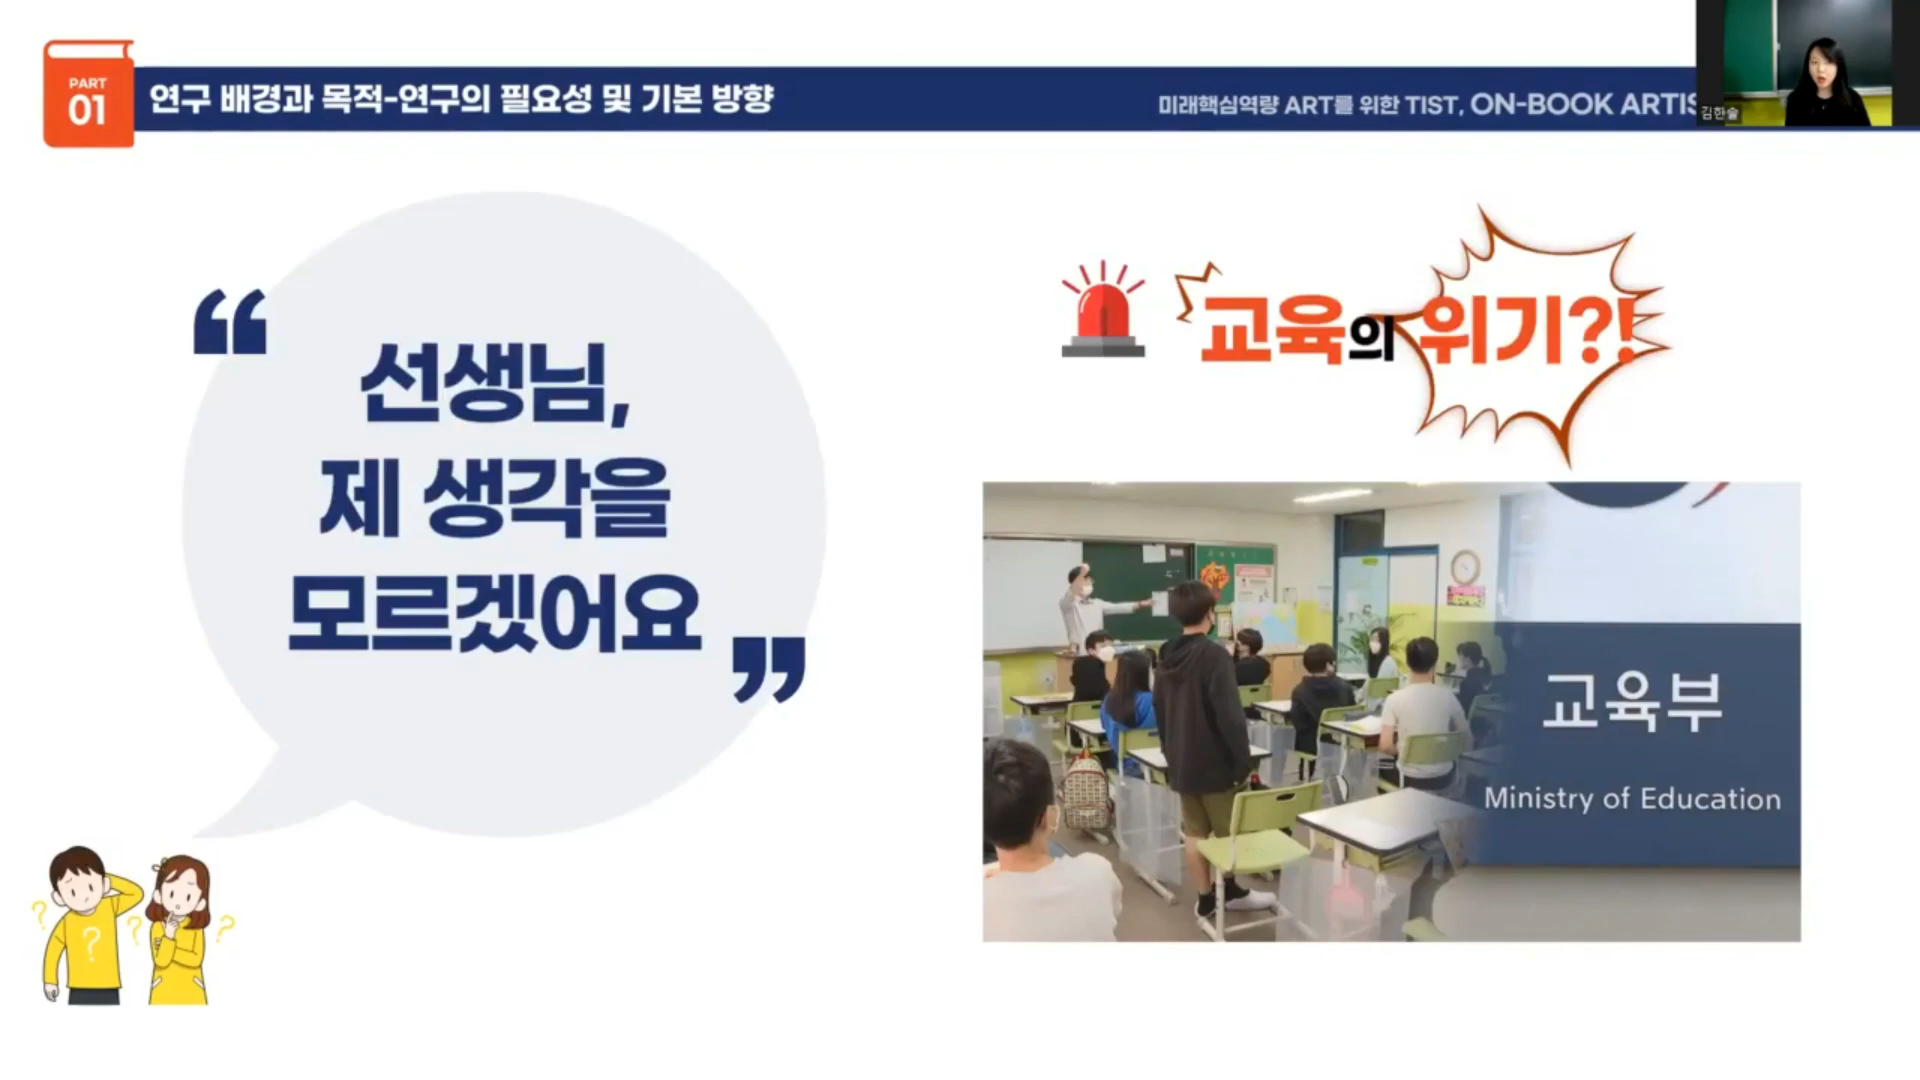 PART
01
연구 배경과 목적-연구의 필요성 및 기본 방향
미래핵심역량 ART를 위한 TIST, ON-BOOK ARTIS
김한솔
“
선생님,
제 생각을
모르겠어요
”
교육의 위기?!
교육부
Ministry of Education
? ? ? ?